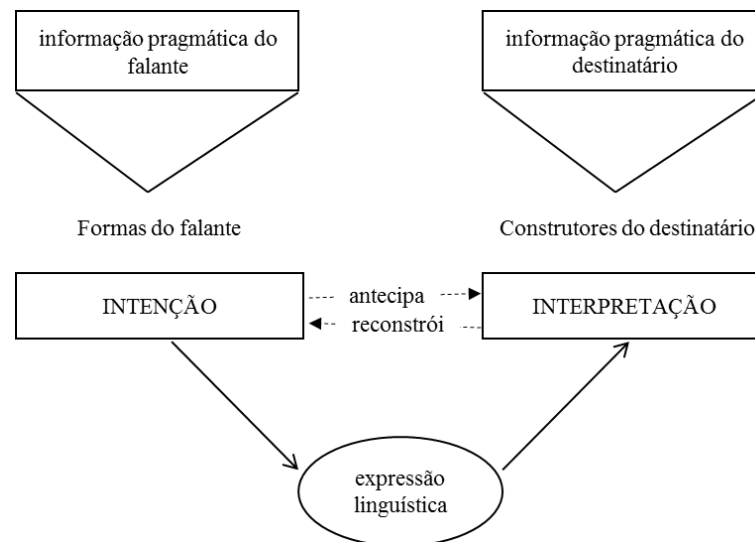 informação pragmática do
falante
informação pragmática do
destinatário
Formas do falante
Construtores do destinatário
INTENÇÃO
antecipa
reconstrói
INTERPRETAÇÃO
expressão
linguística